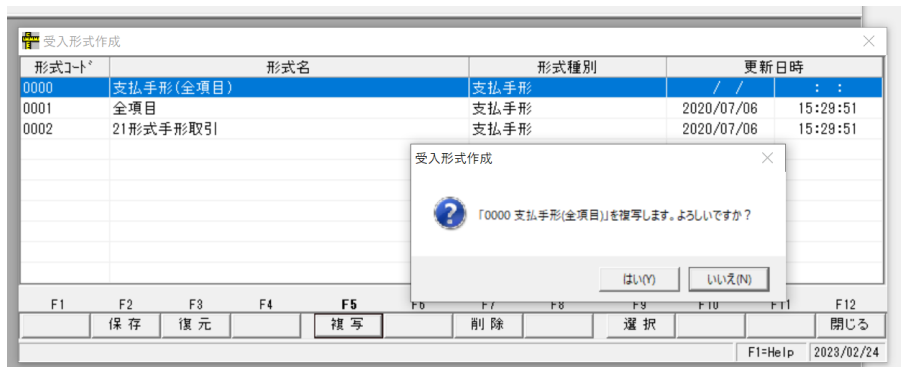 受入形式作成
形式ｺｰﾄﾞ 形式名 形式種別 更新日時
0000 支払手形(全項目) 支払手形 / / : :
0001 全項目 支払手形 2020/07/06 15:29:51
0002 21形式手形取引 支払手形 2020/07/06 15:29:51
受入形式作成
「0000 支払手形(全項目)」を複写します。よろしいですか？
はい(Y) いいえ(N)
F1 F2 F3 F4 F5 F6 F7 F8 F9 F10 F11 F12
保存 復元 複写 削除 選択 閉じる
F1=Help 2023/02/24